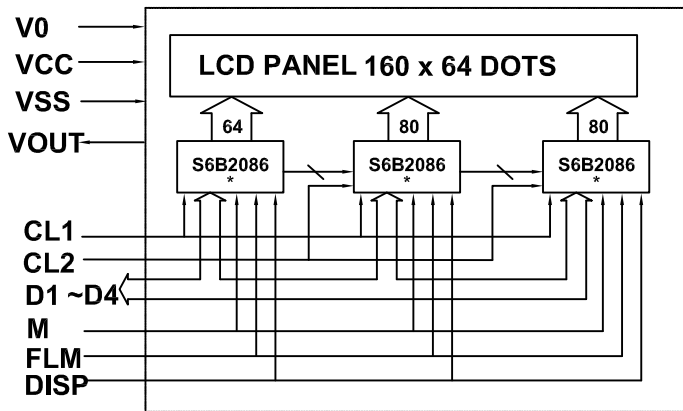 V0
VCC
VSS
VOUT
LCD PANEL 160 x 64 DOTS
64
80
80
S6B2086
*
S6B2086
*
S6B2086
*
CL1
CL2
D1 ~D4
M
FLM
DISP